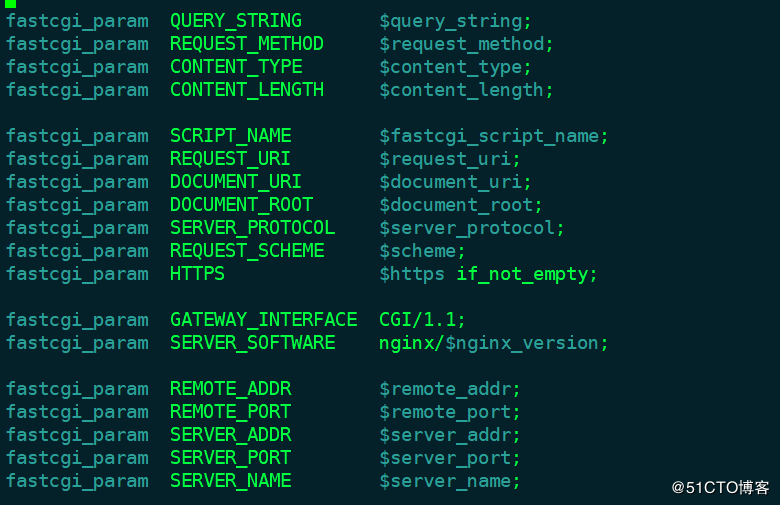 fastcgi_param  QUERY_STRING       $query_string;
fastcgi_param  REQUEST_METHOD     $request_method;
fastcgi_param  CONTENT_TYPE       $content_type;
fastcgi_param  CONTENT_LENGTH     $content_length;
fastcgi_param  SCRIPT_NAME        $fastcgi_script_name;
fastcgi_param  REQUEST_URI        $request_uri;
fastcgi_param  DOCUMENT_URI       $document_uri;
fastcgi_param  DOCUMENT_ROOT      $document_root;
fastcgi_param  SERVER_PROTOCOL    $server_protocol;
fastcgi_param  REQUEST_SCHEME     $scheme;
fastcgi_param  HTTPS              $https if_not_empty;
fastcgi_param  GATEWAY_INTERFACE  CGI/1.1;
fastcgi_param  SERVER_SOFTWARE    nginx/$nginx_version;
fastcgi_param  REMOTE_ADDR        $remote_addr;
fastcgi_param  REMOTE_PORT        $remote_port;
fastcgi_param  SERVER_ADDR        $server_addr;
fastcgi_param  SERVER_PORT        $server_port;
fastcgi_param  SERVER_NAME        $server_name;
@51CTO博客